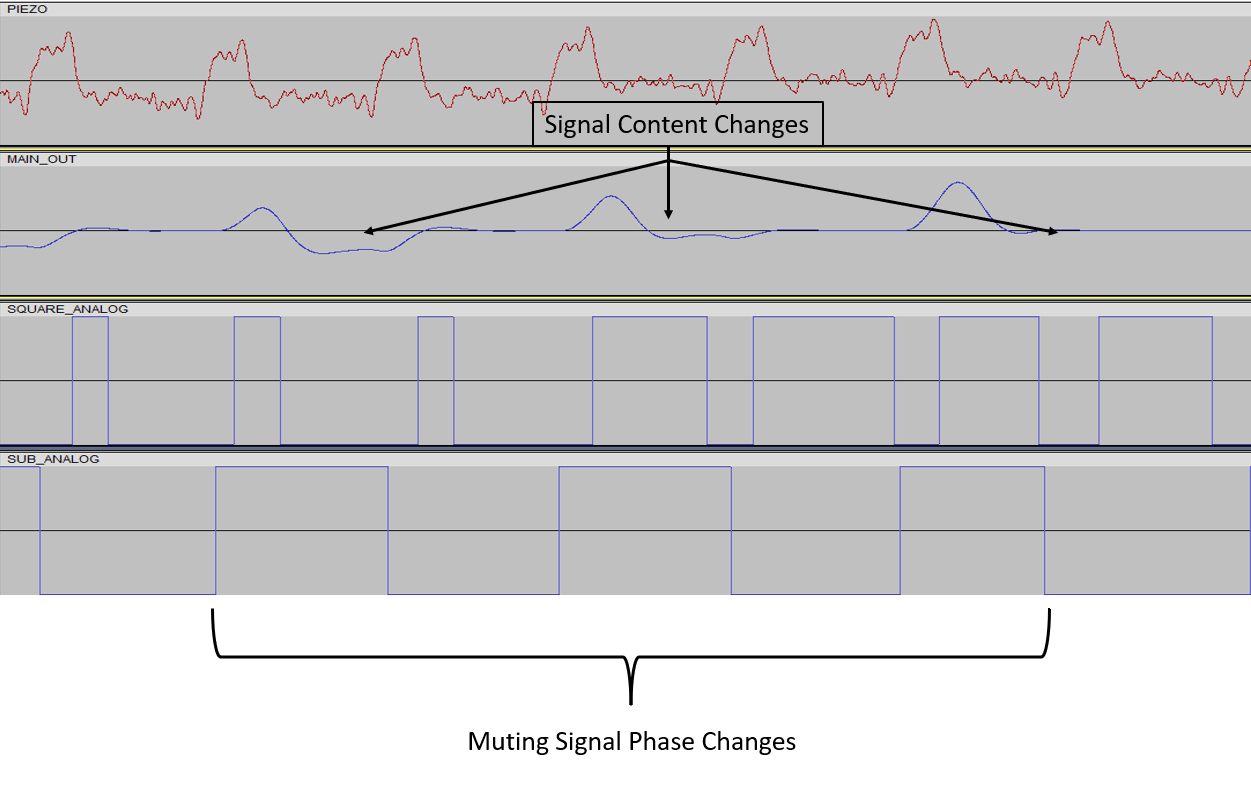 PIEZO
Signal Content Changes
MAIN_OUT
SQUARE_ANALOG
SUB_ANALOG
Muting Signal Phase Changes